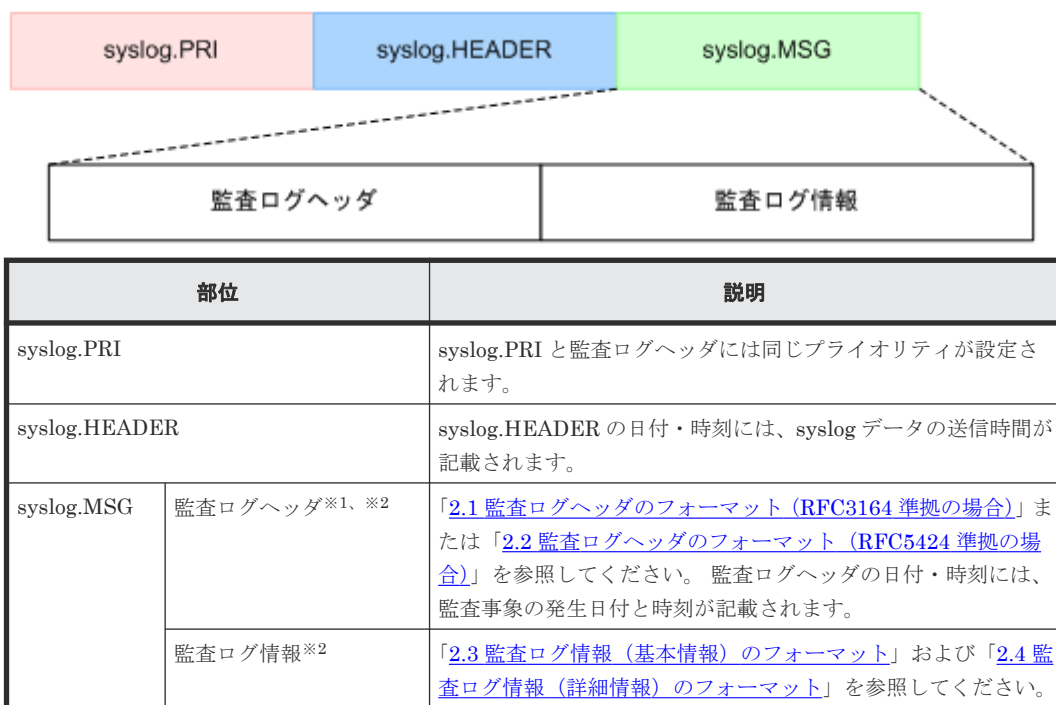 syslog.PRI
syslog.HEADER
syslog.MSG
監査ログヘッダ
監査ログ情報
部位
説明
syslog.PRI
syslog.PRI と監査ログヘッダには同じプライオリティが設定さ
れます。
syslog.HEADER
syslog.HEADER の日付・時刻には、syslog データの送信時間が
記載されます。
syslog.MSG
監査ログヘッダ※1、※2
「2.1 監査ログヘッダのフォーマット（RFC3164 準拠の場合）」ま
たは「2.2 監査ログヘッダのフォーマット（RFC5424 準拠の場
合）」を参照してください。 監査ログヘッダの日付・時刻には、
監査事象の発生日付と時刻が記載されます。
監査ログ情報※2
「2.3 監査ログ情報（基本情報）のフォーマット」および「2.4 監
査ログ情報（詳細情報）のフォーマット」を参照してください。